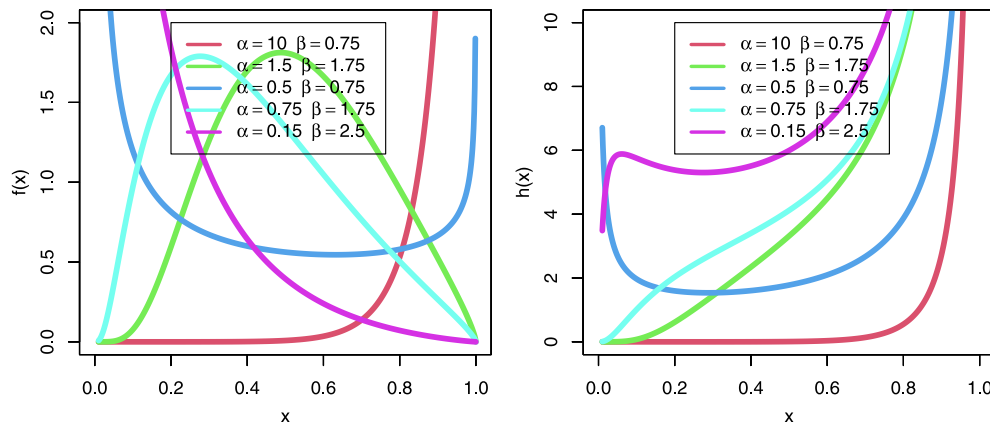 f(x)
2.0
1.5
1.0
0.5
0.0
α = 10 β = 0.75
α = 1.5 β = 1.75
α = 0.5 β = 0.75
α = 0.75 β = 1.75
α = 0.15 β = 2.5
0.0 0.2 0.4 0.6 0.8 1.0
x
h(x)
10
8
6
4
2
0
α = 10 β = 0.75
α = 1.5 β = 1.75
α = 0.5 β = 0.75
α = 0.75 β = 1.75
α = 0.15 β = 2.5
0.0 0.2 0.4 0.6 0.8 1.0
x